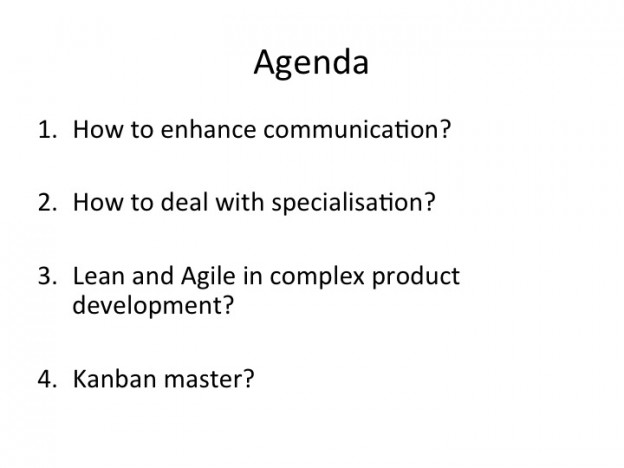 Agenda
1. How to enhance communication?
2. How to deal with specialisation?
3. Lean and Agile in complex product
development?
4. Kanban master?